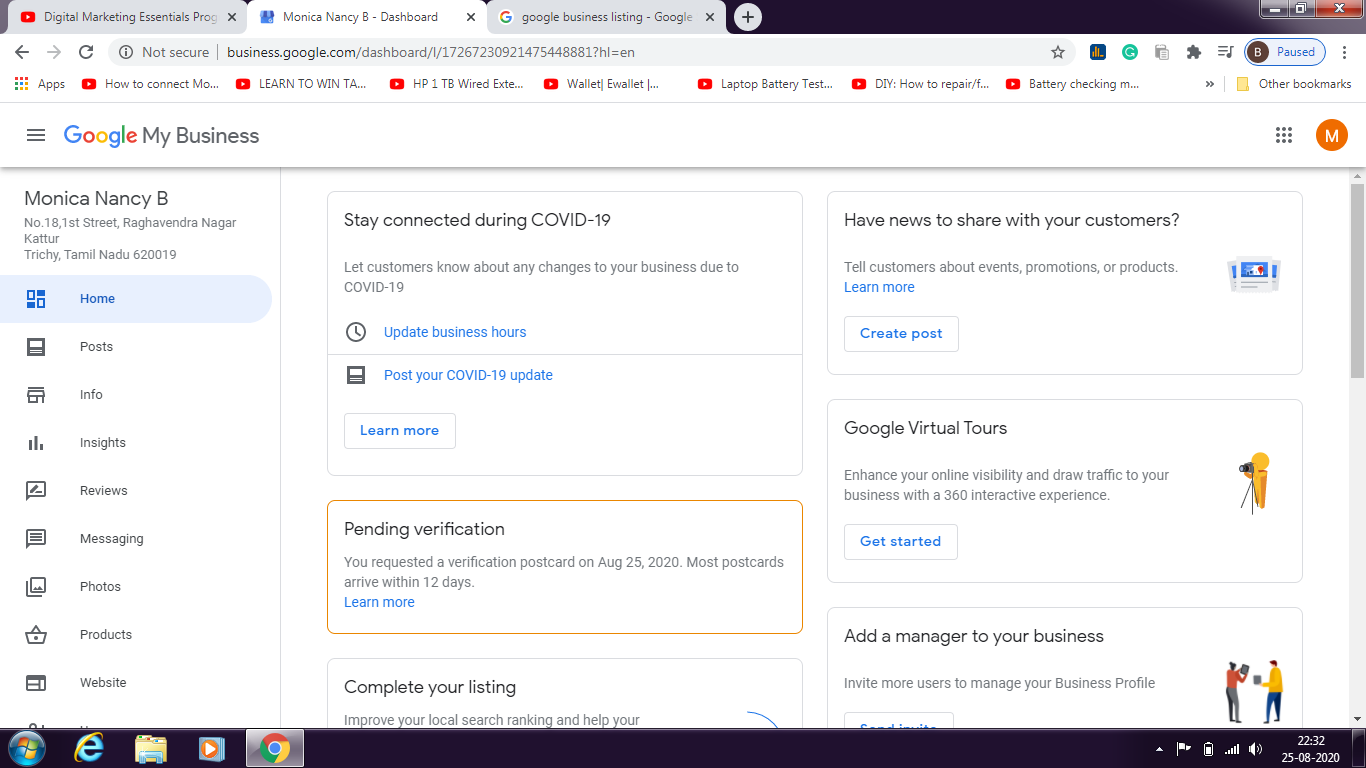 Digital Marketing Essentials Prog
Monica Nancy B - Dashboard
google business listing - Google
Not secure
business.google.com/dashboard/l/17267230921475448881?hl=en
B
Paused
Apps
How to connect Mo...
LEARN TO WIN TA...
HP 1 TB Wired Exte...
Wallet| Ewallet |...
Laptop Battery Test...
DIY: How to repair/f...
Battery checking m...
»
Other bookmarks
Google My Business
M
Monica Nancy B
No.18,1st Street, Raghavendra Nagar
Kattur
Trichy, Tamil Nadu 620019
Home
Posts
Info
Insights
Reviews
Messaging
Photos
Products
Website
Stay connected during COVID-19
Let customers know about any changes to your business due to
COVID-19
Update business hours
Post your COVID-19 update
Learn more
Pending verification
You requested a verification postcard on Aug 25, 2020. Most postcards
arrive within 12 days.
Learn more
Complete your listing
Improve your local search ranking and help your
Have news to share with your customers?
Tell customers about events, promotions, or products.
Learn more
Create post
Google Virtual Tours
Enhance your online visibility and draw traffic to your
business with a 360 interactive experience.
Get started
Add a manager to your business
Invite more users to manage your Business Profile
Send invite
22:32
25-08-2020